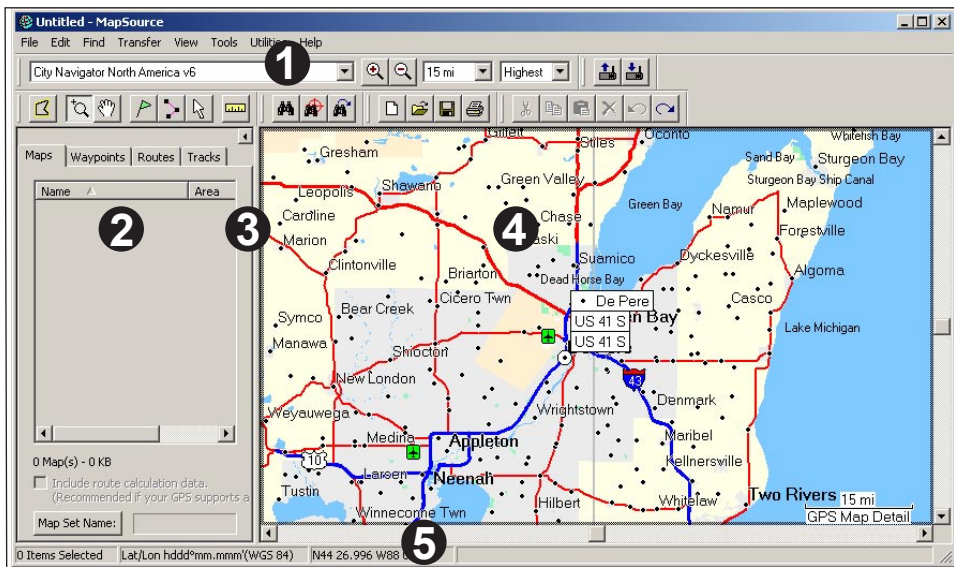 Untitled - MapSource
File Edit Find Transfer View Tools Utilities Help
1
City Navigator North America v6
15 mi
Highest
Maps Waypoints Routes Tracks
Name Area
2
3
4
5
0 Map(s) - 0 KB
Include route calculation data.
(Recommended if your GPS supports a
Map Set Name:
Gillett
Stiles
Oconto
Whitefish Bay
Gresham
Sand Bay
Sturgeon Bay
Shawano
Green Valley
Sturgeon Bay Ship Canal
Leopolis
Green Bay
Namur
Maplewood
Cardline
Chase
Forestville
Marion
aski
Suamico
Dyckesville
Clintonville
Briarton
Dead Horse Bay
Algoma
Cicero Twn
De Pere
Casco
Bear Creek
US 41 S
en Bay
Symco
US 41 S
Lake Michigan
Manawa
Shiocton
New London
43
Wrightstown
Denmark
Weyauwega
Medina
Appleton
Maribel
10
Larsen
Neenah
Kellnersville
Tustin
Hilbert
Whitelaw
Two Rivers
15 mi
Winneconne Twn
GPS Map Detail
0 Items Selected
Lat/Lon hddd°mm.mmm'(WGS 84)
N44 26.996 W88